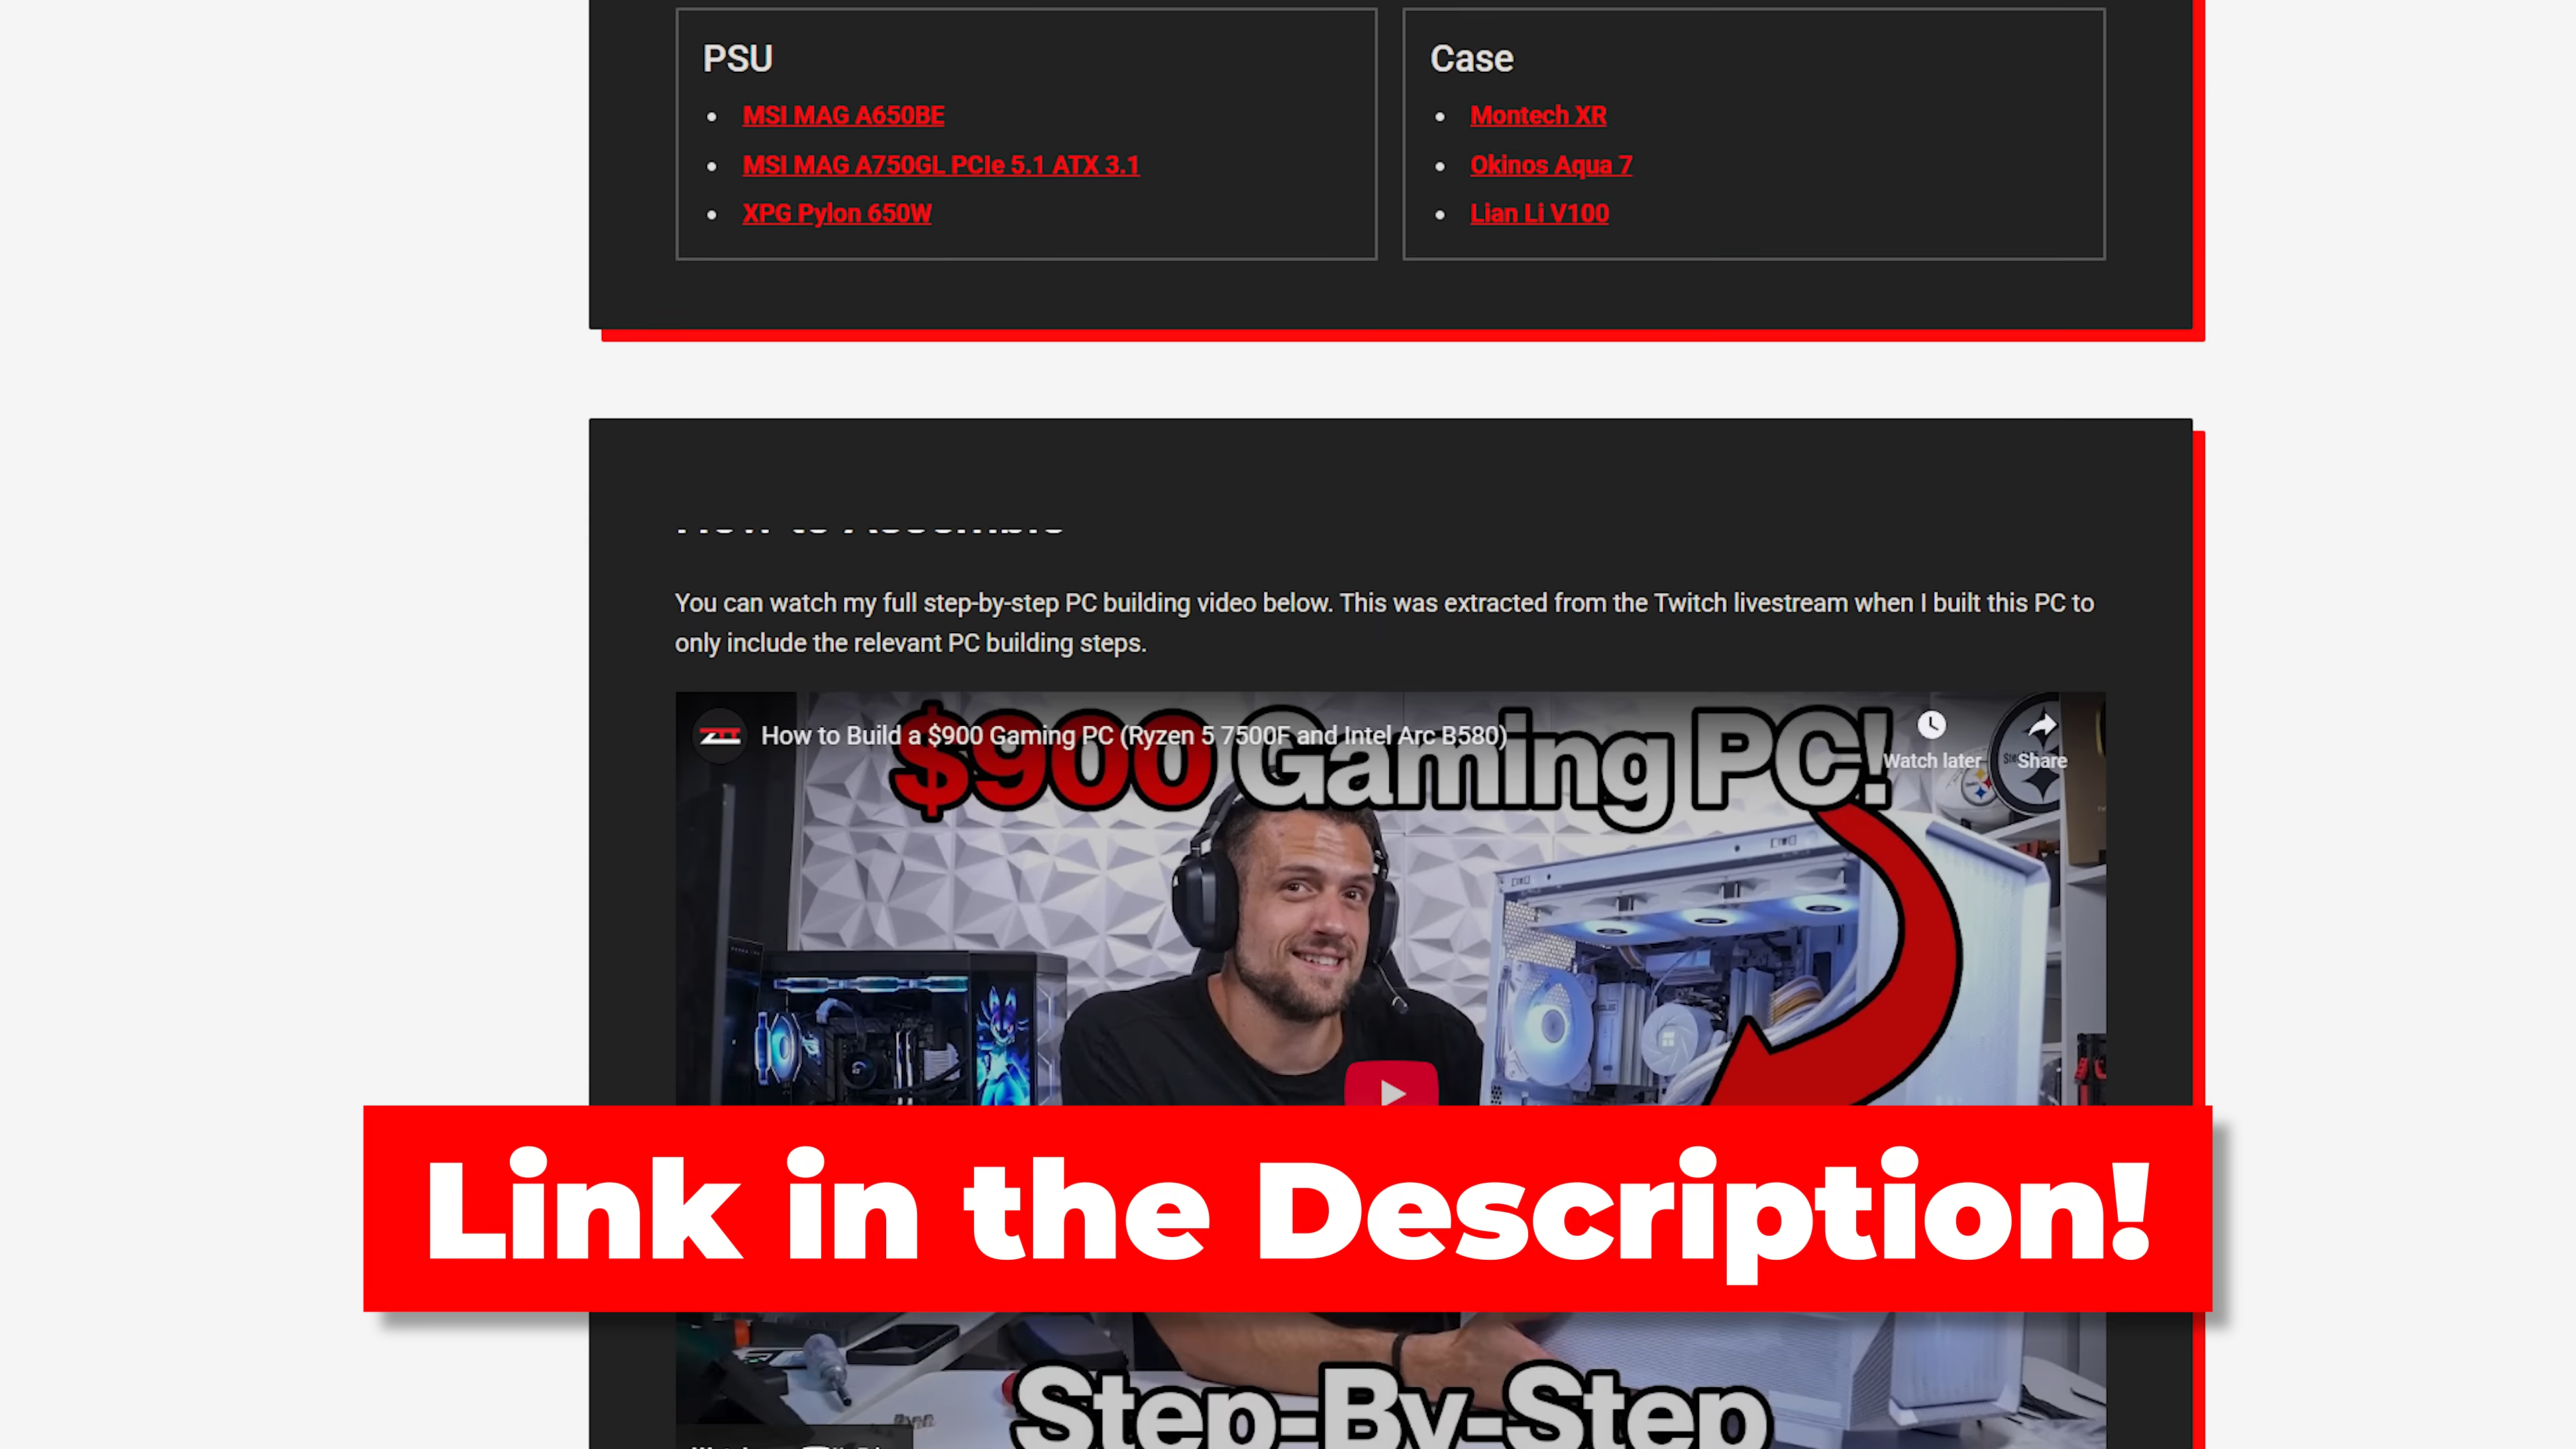 PSU
MSI MAG A650BE
MSI MAG A750GL PCIe 5.1 ATX 3.1
XPG Pylon 650W
Case
Montech XR
Okinos Aqua 7
Lian Li V100
You can watch my full step-by-step PC building video below. This was extracted from the Twitch livestream when I built this PC to
only include the relevant PC building steps.
ZTT
How to Build a $900 Gaming PC (Ryzen 5 7500F and Intel Arc B580)
$900 Gaming PC!
Watch later
Share
Link in the Description!
Step-By-Step